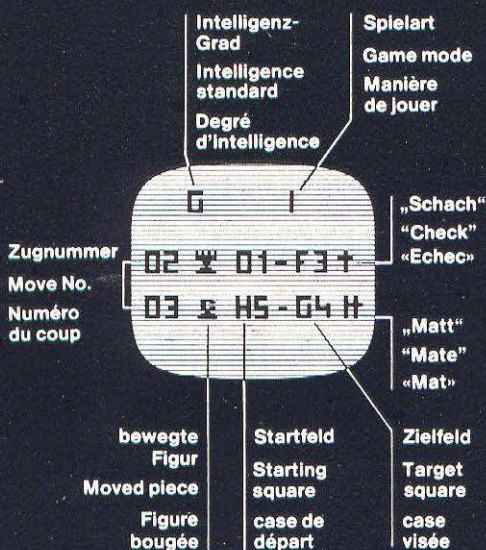 Intelligenz-
Grad
Intelligence
standard
Degré
d'intelligence
Spielart
Game mode
Manière
de jouer
G I
02 D1-F3 †
03 H5-G4
„Schach“
“Check”
«Echec»
Zugnummer
Move No.
Numéro
du coup
„Matt“
“Mate”
«Mat»
bewegte
Figur
Moved piece
Figure
bougée
Startfeld
Starting
square
case de
départ
Zielfeld
Target
square
case
visée